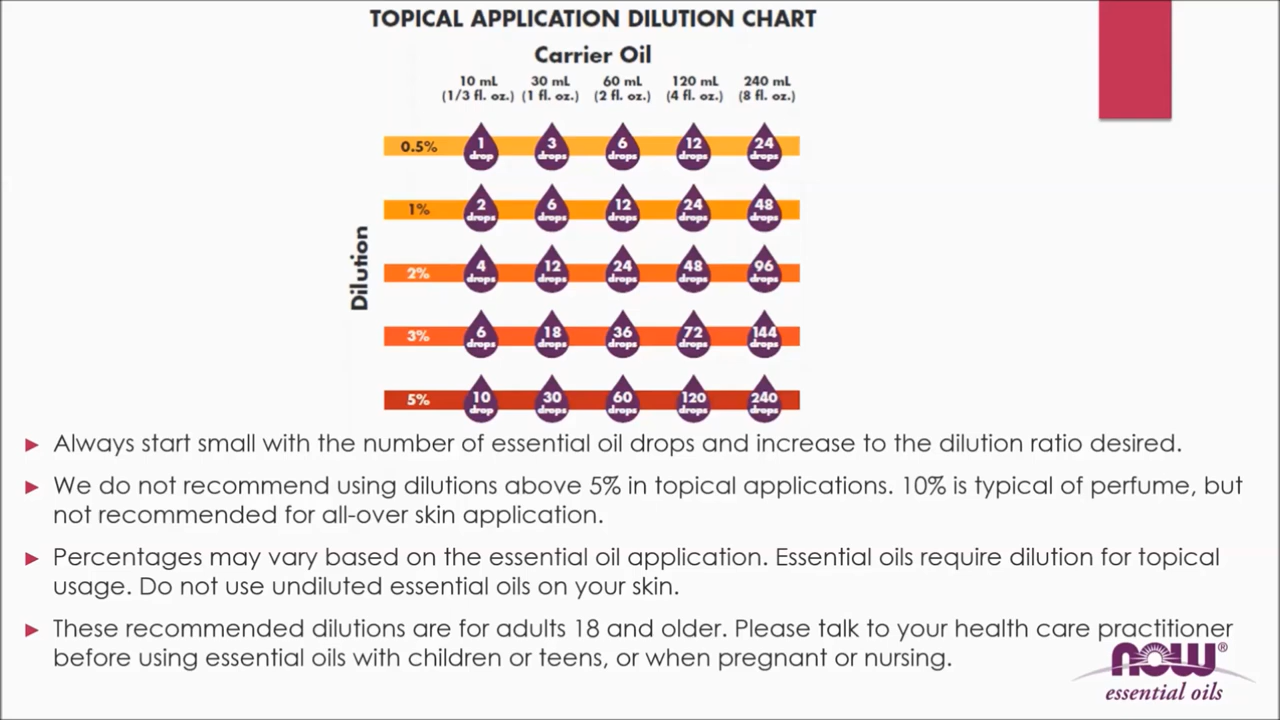 TOPICAL APPLICATION DILUTION CHART
Carrier Oil
10 mL 30 mL 60 mL 120 mL 240 mL
(1/3 fl. oz.) (1 fl. oz.) (2 fl. oz.) (4 fl. oz.) (8 fl. oz.)
Dilution
0.5% 1 drop 3 drops 6 drops 12 drops 24 drops
1% 2 drops 6 drops 12 drops 24 drops 48 drops
2% 4 drops 12 drops 24 drops 48 drops 96 drops
3% 6 drops 18 drops 36 drops 72 drops 144 drops
5% 10 drop 30 drops 60 drops 120 drops 240 drops
Always start small with the number of essential oil drops and increase to the dilution ratio desired.
We do not recommend using dilutions above 5% in topical applications. 10% is typical of perfume, but
not recommended for all-over skin application.
Percentages may vary based on the essential oil application. Essential oils require dilution for topical
usage. Do not use undiluted essential oils on your skin.
These recommended dilutions are for adults 18 and older. Please talk to your health care practitioner
before using essential oils with children or teens, or when pregnant or nursing.
now®
essential oils